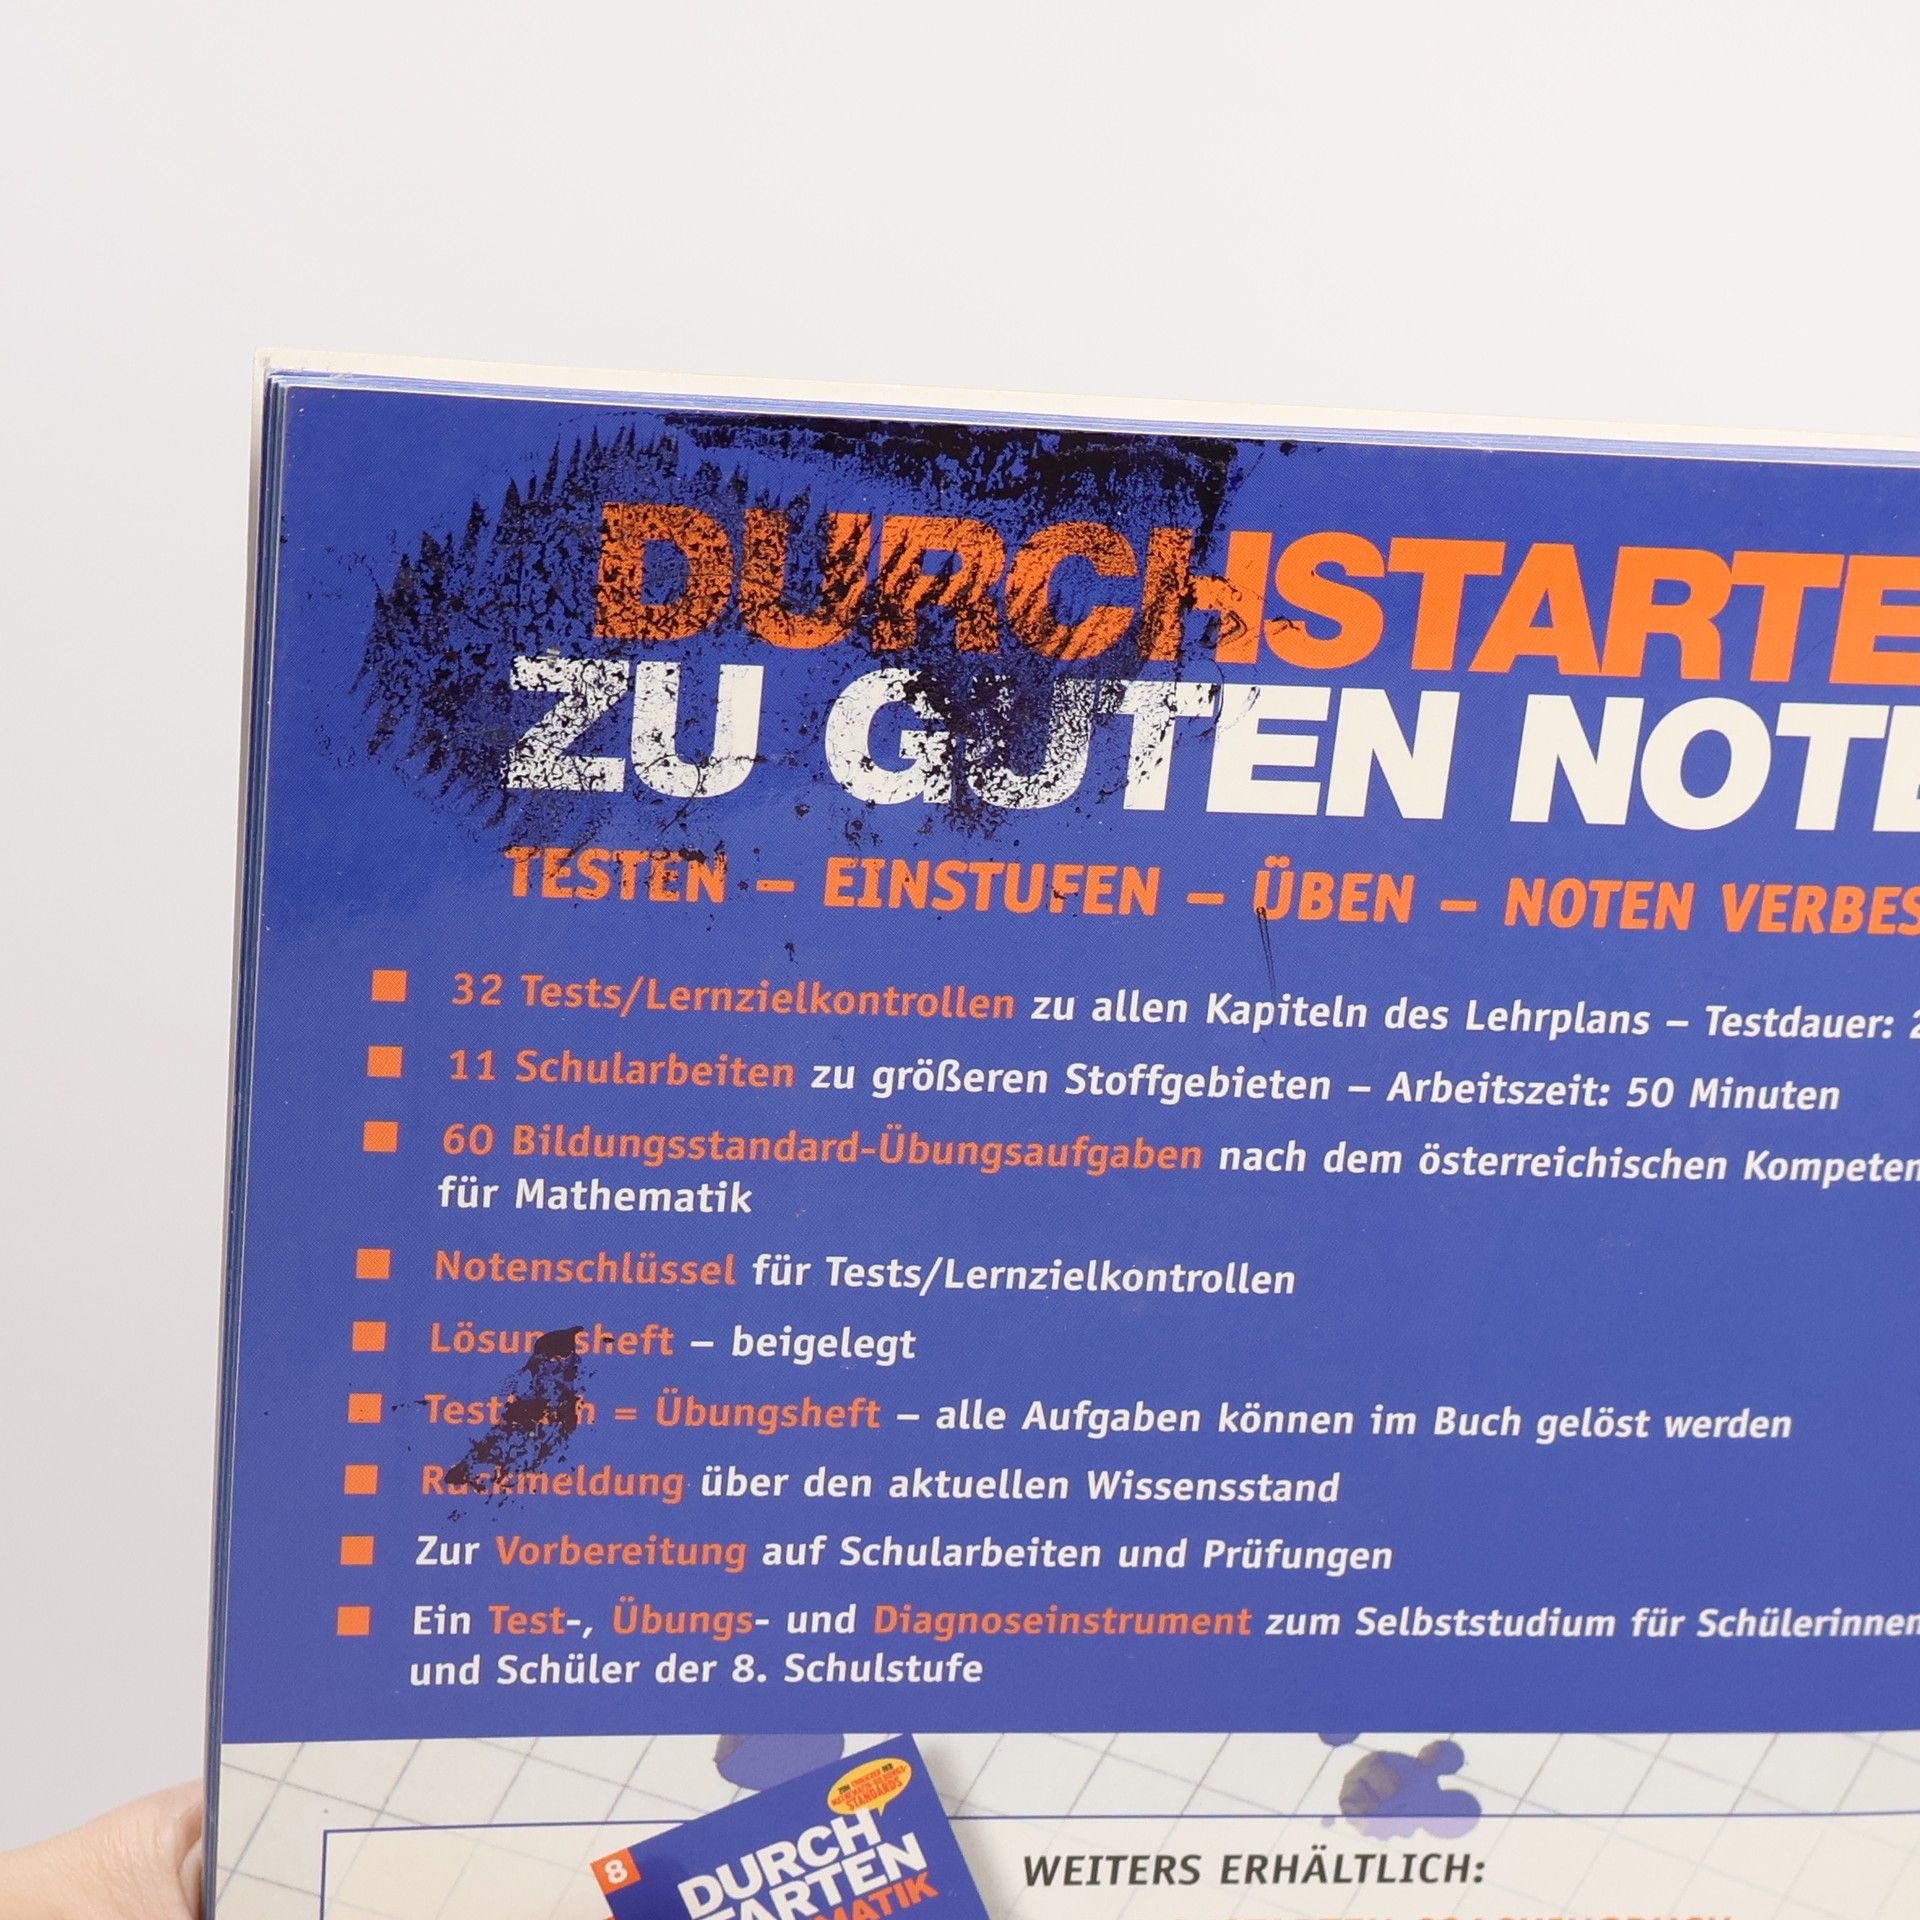 DURCHSTARTE
ZU GUTEN NOTE
TESTEN – EINSTUFEN – ÜBEN – NOTEN VERBES
32 Tests/Lernzielkontrollen zu allen Kapiteln des Lehrplans – Testdauer: 2
11 Schularbeiten zu größeren Stoffgebieten – Arbeitszeit: 50 Minuten
60 Bildungsstandard-Übungsaufgaben nach dem österreichischen Kompeten
für Mathematik
Notenschlüssel für Tests/Lernzielkontrollen
Lösungsheft – beigelegt
Testbuch = Übungsheft – alle Aufgaben können im Buch gelöst werden
Rückmeldung über den aktuellen Wissensstand
Zur Vorbereitung auf Schularbeiten und Prüfungen
Ein Test-, Übungs- und Diagnoseinstrument zum Selbststudium für Schülerinnen
und Schüler der 8. Schulstufe
STANDARDS
8
DURCH
STARTEN
MATIK
WEITERS ERHÄLTLICH: